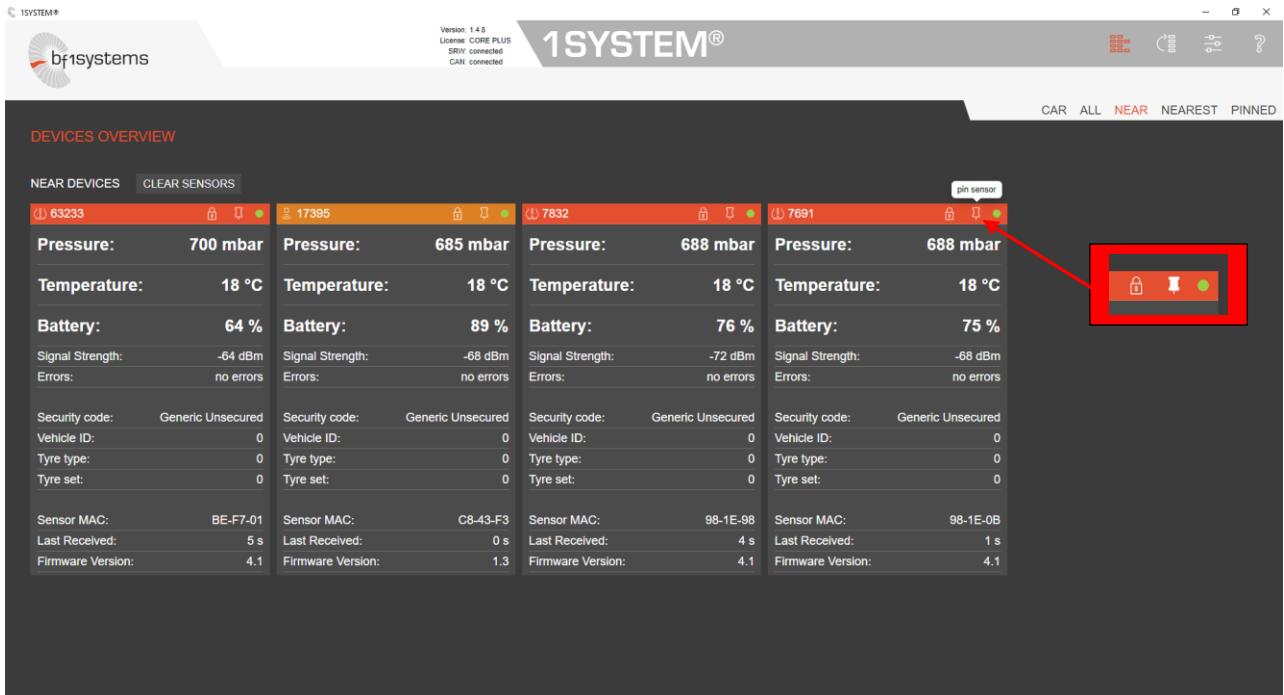 1SYSTEM®
bf1systems
Version: 1.4.8
License: CORE PLUS
SRW: connected
CAN: connected
1SYSTEM®
CAR ALL NEAR NEAREST PINNED
DEVICES OVERVIEW
NEAR DEVICES CLEAR SENSORS
pin sensor
63233 17395 7832 7691
Pressure: 700 mbar Pressure: 685 mbar Pressure: 688 mbar Pressure: 688 mbar
Temperature: 18 °C Temperature: 18 °C Temperature: 18 °C Temperature: 18 °C
Battery: 64 % Battery: 89 % Battery: 76 % Battery: 75 %
Signal Strength: -64 dBm Signal Strength: -68 dBm Signal Strength: -72 dBm Signal Strength: -68 dBm
Errors: no errors Errors: no errors Errors: no errors Errors: no errors
Security code: Generic Unsecured Security code: Generic Unsecured Security code: Generic Unsecured Security code: Generic Unsecured
Vehicle ID: 0 Vehicle ID: 0 Vehicle ID: 0 Vehicle ID: 0
Tyre type: 0 Tyre type: 0 Tyre type: 0 Tyre type: 0
Tyre set: 0 Tyre set: 0 Tyre set: 0 Tyre set: 0
Sensor MAC: BE-F7-01 Sensor MAC: C8-43-F3 Sensor MAC: 98-1E-98 Sensor MAC: 98-1E-0B
Last Received: 5 s Last Received: 0 s Last Received: 4 s Last Received: 1 s
Firmware Version: 4.1 Firmware Version: 1.3 Firmware Version: 4.1 Firmware Version: 4.1